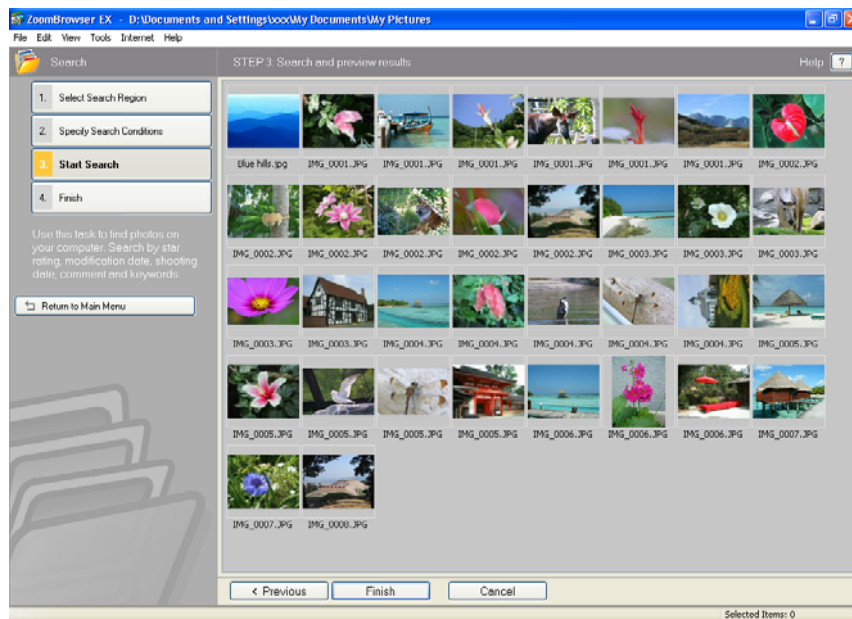 ZoomBrowser EX - D:\Documents and Settings\xxx\My Documents\My Pictures
File Edit View Tools Internet Help
Search
STEP 3: Search and preview results
Help ?
1. Select Search Region
2. Specify Search Conditions
3. Start Search
4. Finish
Use this task to find photos on
your computer. Search by star
rating, modification date, shooting
date, comment and keywords.
Return to Main Menu
Blue hills.jpg IMG_0001.JPG IMG_0001.JPG IMG_0001.JPG IMG_0001.JPG IMG_0001.JPG IMG_0001.JPG IMG_0002.JPG
IMG_0002.JPG IMG_0002.JPG IMG_0002.JPG IMG_0002.JPG IMG_0002.JPG IMG_0003.JPG IMG_0003.JPG IMG_0003.JPG
IMG_0003.JPG IMG_0003.JPG IMG_0004.JPG IMG_0004.JPG IMG_0004.JPG IMG_0004.JPG IMG_0004.JPG IMG_0005.JPG
IMG_0005.JPG IMG_0005.JPG IMG_0005.JPG IMG_0005.JPG IMG_0006.JPG IMG_0006.JPG IMG_0006.JPG IMG_0007.JPG
IMG_0007.JPG IMG_0008.JPG
< Previous Finish Cancel
Selected Items: 0